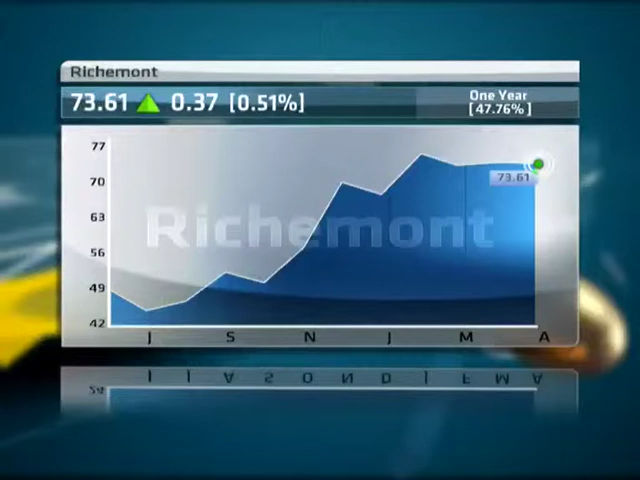 Richemont
73.61 ▲ 0.37 [0.51%]
One Year
[47.76%]
77
70
63
56
49
42
Richemont
73.61
J S N J M A
J J A S O N D J F M A